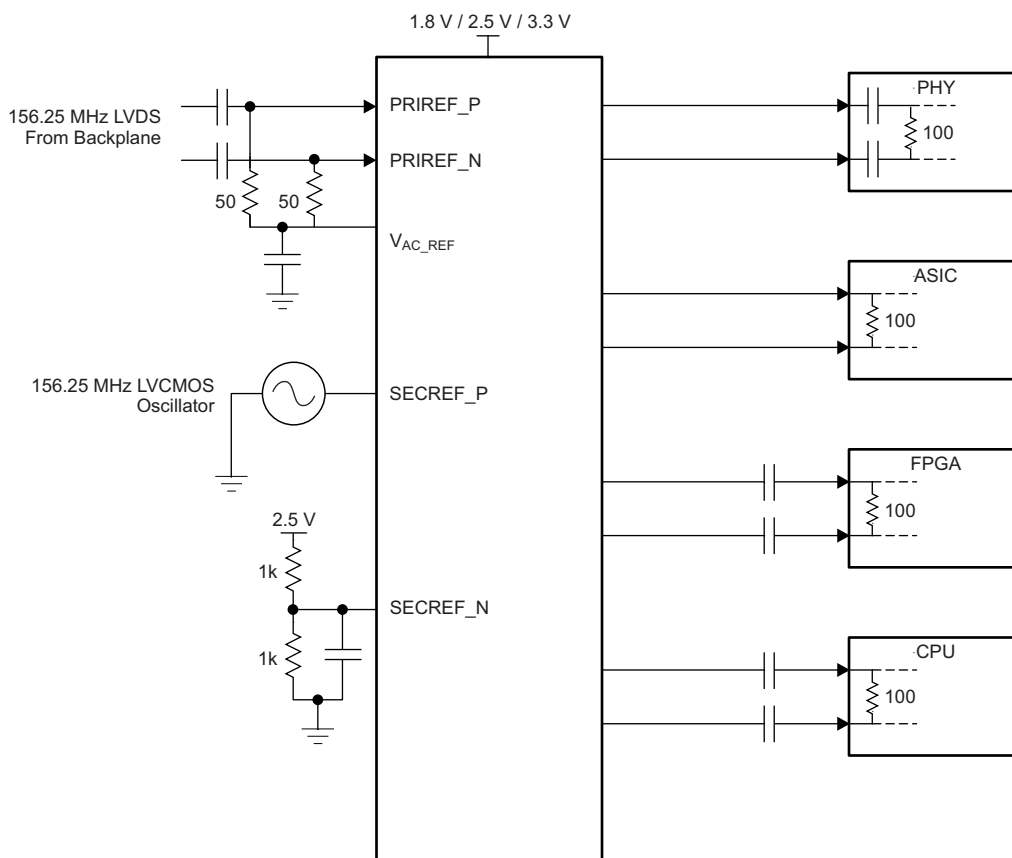 1.8 V / 2.5 V / 3.3 V
156.25 MHz LVDS
From Backplane
PRIREF_P
PRIREF_N
50
50
VAC_REF
156.25 MHz LVCMOS
Oscillator
SECREF_P
2.5 V
1k
SECREF_N
1k
PHY
100
ASIC
100
FPGA
100
CPU
100